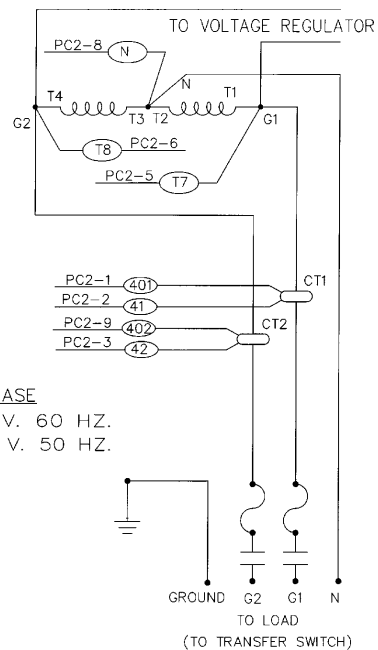 TO VOLTAGE REGULATOR
PC2-8 N
N
T4 T1
T3 T2
G2 G1
T8 PC2-6
PC2-5 T7
PC2-1 401 CT1
PC2-2 41
PC2-9 402 CT2
PC2-3 42
ASE
V. 60 HZ.
V. 50 HZ.
GROUND G2 G1 N
TO LOAD
(TO TRANSFER SWITCH)